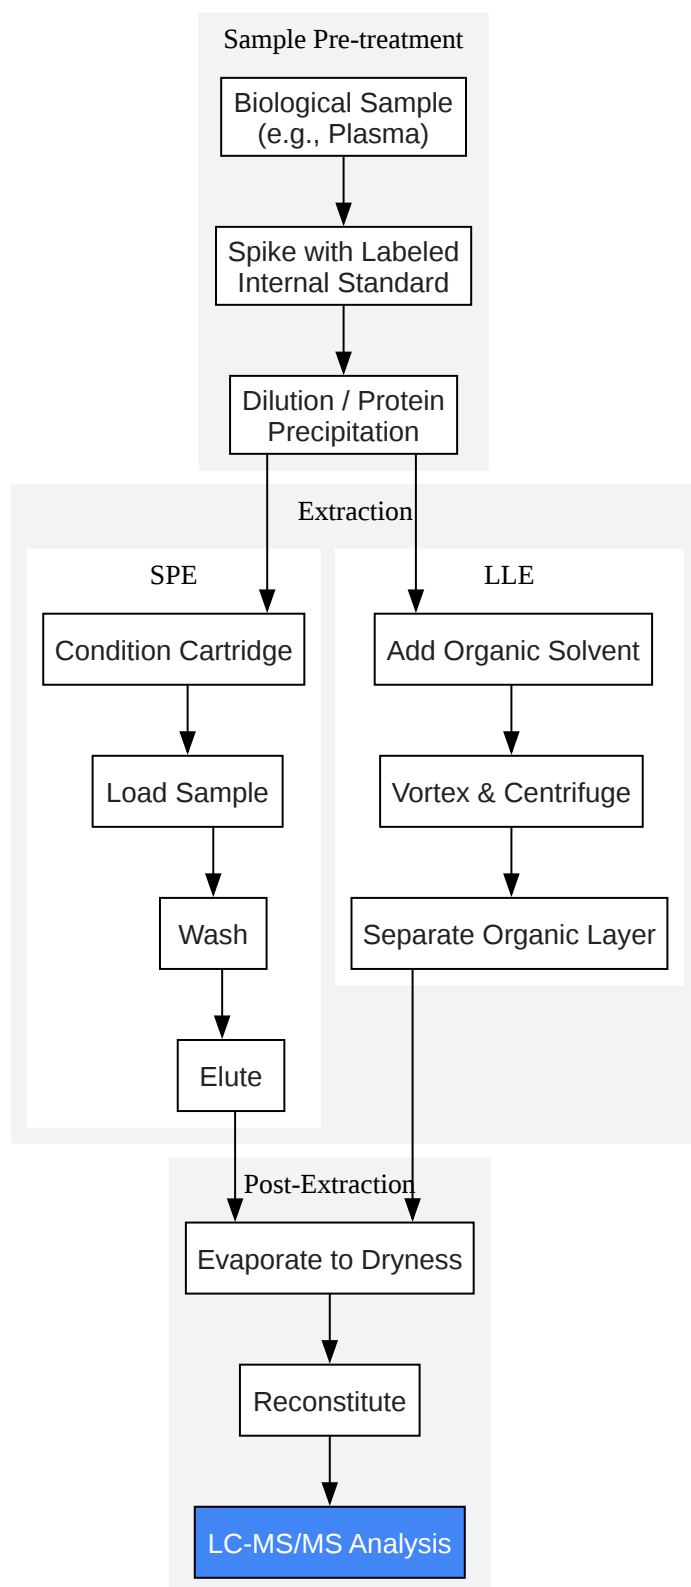 Sample Pre-treatment
Biological Sample
(e.g., Plasma)
Spike with Labeled
Internal Standard
Dilution / Protein
Precipitation
Extraction
SPE
Condition Cartridge
Load Sample
Wash
Elute
LLE
Add Organic Solvent
Vortex & Centrifuge
Separate Organic Layer
Post-Extraction
Evaporate to Dryness
Reconstitute
LC-MS/MS Analysis